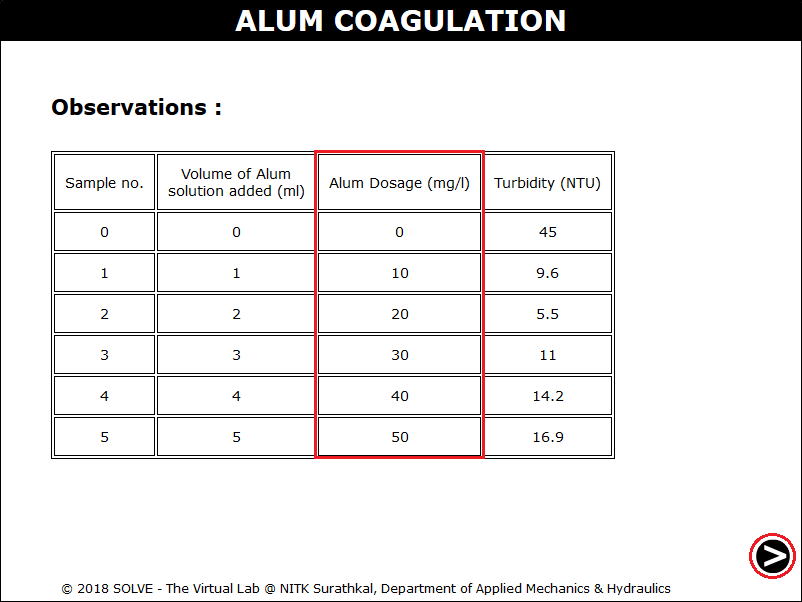 ALUM COAGULATION
Observations :
Sample no. Volume of Alum solution added (ml) Alum Dosage (mg/l) Turbidity (NTU)
0 0 0 45
1 1 10 9.6
2 2 20 5.5
3 3 30 11
4 4 40 14.2
5 5 50 16.9
>
© 2018 SOLVE - The Virtual Lab @ NITK Surathkal, Department of Applied Mechanics & Hydraulics